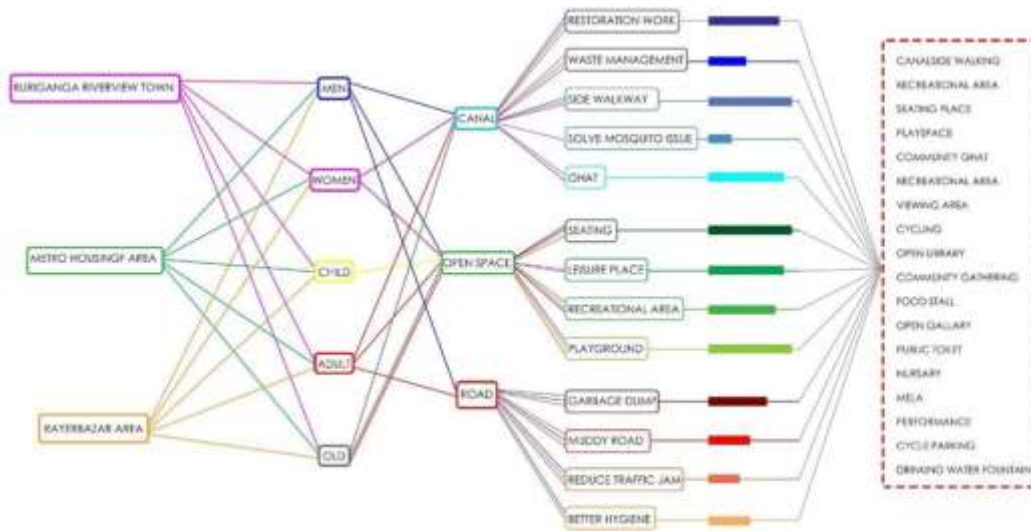 BURIGANGA RIVERVIEW TOWN
METRO HOUSINGF AREA
RAYERBAZAR AREA
MEN
WOMEN
CHILD
ADULT
OLD
CANAL
OPEN SPACE
ROAD
RESTORATION WORK
WASTE MANAGEMENT
SIDE WALKWAY
SOLVE MOSQUITO ISSUE
GHAT
SEATING
LEISURE PLACE
RECREATIONAL AREA
PLAYGROUND
GARBAGE DUMP
MUDDY ROAD
REDUCE TRAFFIC JAM
BETTER HYGIENE
CANALSIDE WALKING
RECREATIONAL AREA
SEATING PLACE
PLAYSPACE
COMMUNITY GHAT
RECREATIONAL AREA
VIEWING AREA
CYCLING
OPEN LIBRARY
COMMUNITY GATHERING
FOOD STALL
OPEN GALLARY
PUBLIC TOILET
NURSARY
MELA
PERFORMANCE
CYCLE PARKING
DRINKING WATER FOUNTAIN